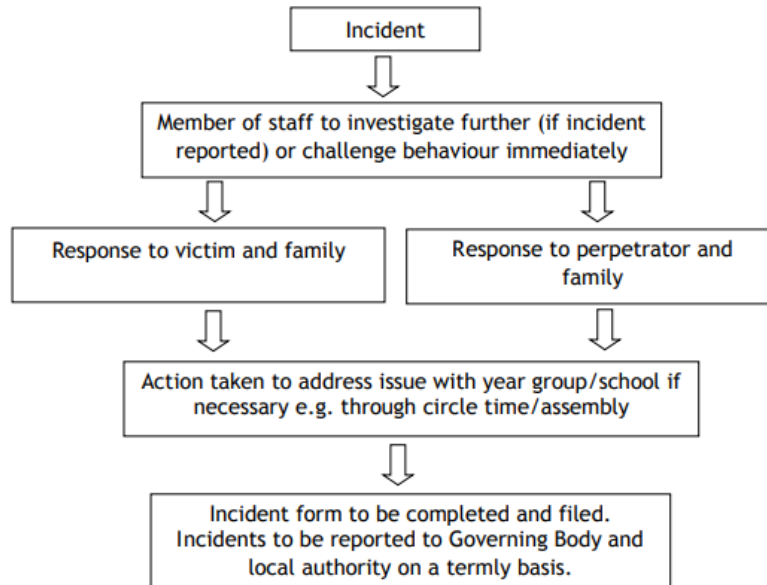 Incident
Member of staff to investigate further (if incident
reported) or challenge behaviour immediately
Response to victim and family
Response to perpetrator and
family
Action taken to address issue with year group/school if
necessary e.g. through circle time/assembly
Incident form to be completed and filed.
Incidents to be reported to Governing Body and
local authority on a termly basis.